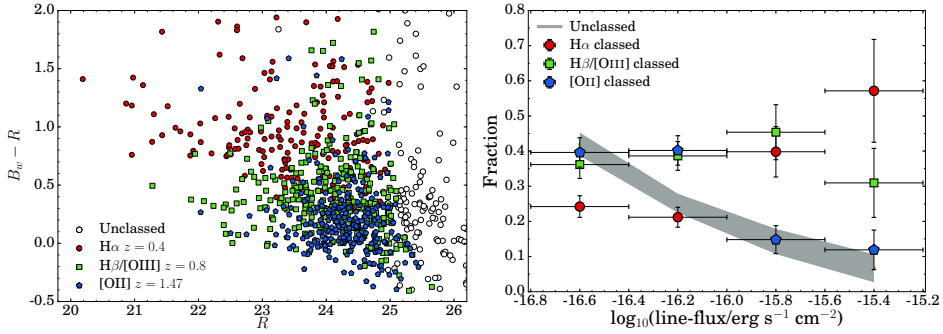 2.0
1.5
1.0
0.5
0.0
-0.5
B_w − R
Unclassed
Hα z = 0.4
Hβ/[OIII] z = 0.8
[OII] z = 1.47
20 21 22 23 24 25 26
R
0.8
0.7
0.6
0.5
0.4
0.3
0.2
0.1
0.0
Fraction
Unclassed
Hα classed
Hβ/[OIII] classed
[OII] classed
-16.8 -16.6 -16.4 -16.2 -16.0 -15.8 -15.6 -15.4 -15.2
log10(line-flux/erg s⁻¹ cm⁻²)